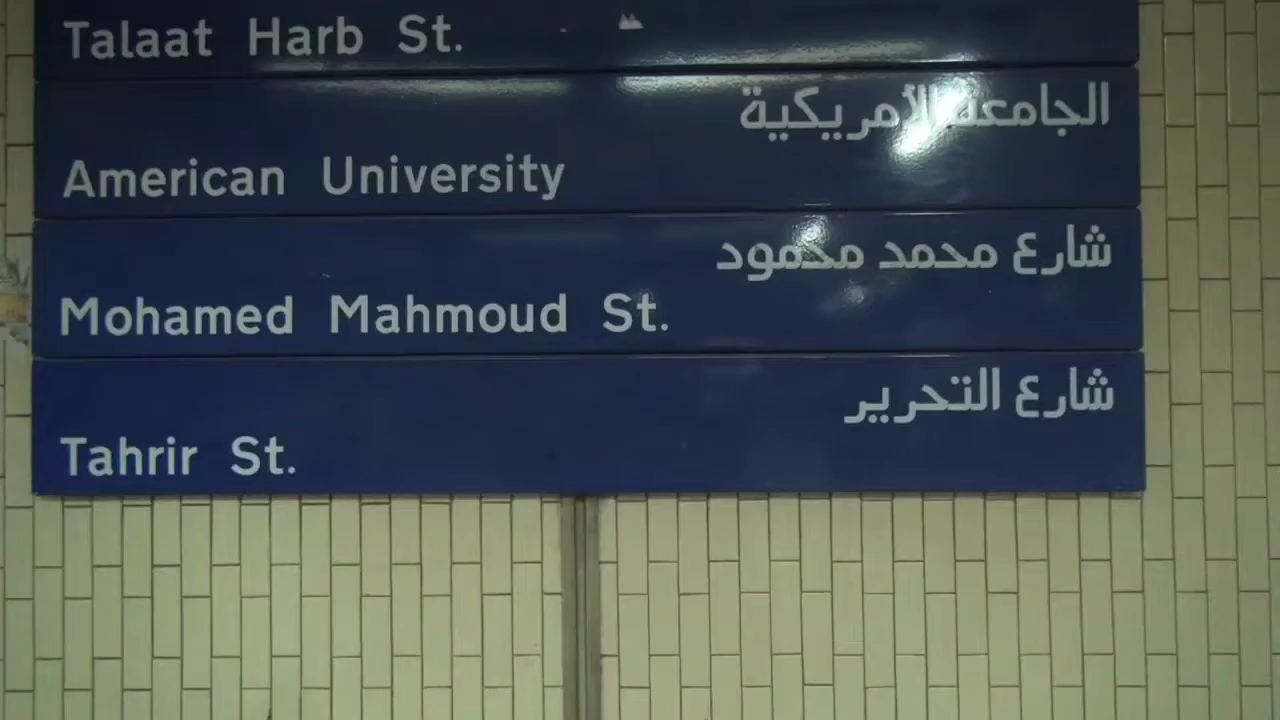 Talaat Harb St.
الجامعة الأمريكية
American University
شارع محمد محمود
Mohamed Mahmoud St.
شارع التحرير
Tahrir St.